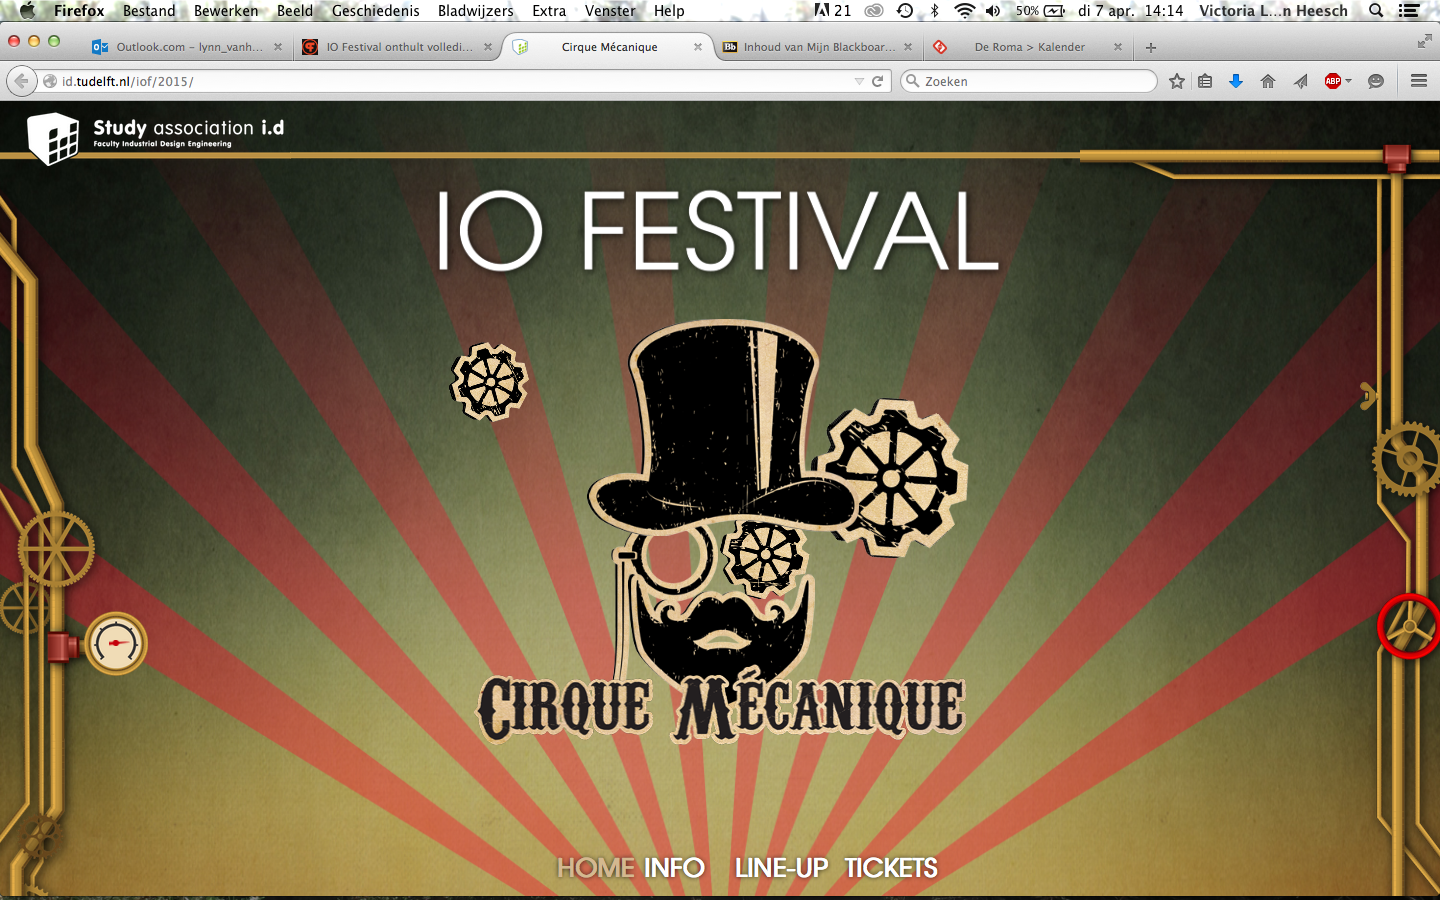 Firefox Bestand Bewerken Beeld Geschiedenis Bladwijzers Extra Venster Help 21 50% di 7 apr. 14:14 Victoria L...n Heesch
Outlook.com - lynn_vanh... IO Festival onthult volledi... Cirque Mécanique Inhoud van Mijn Blackboar... De Roma > Kalender
id.tudelft.nl/iof/2015/ Zoeken ABP
Study association i.d
Faculty Industrial Design Engineering
IO FESTIVAL
CIRQUE MÉCANIQUE
HOME INFO LINE-UP TICKETS